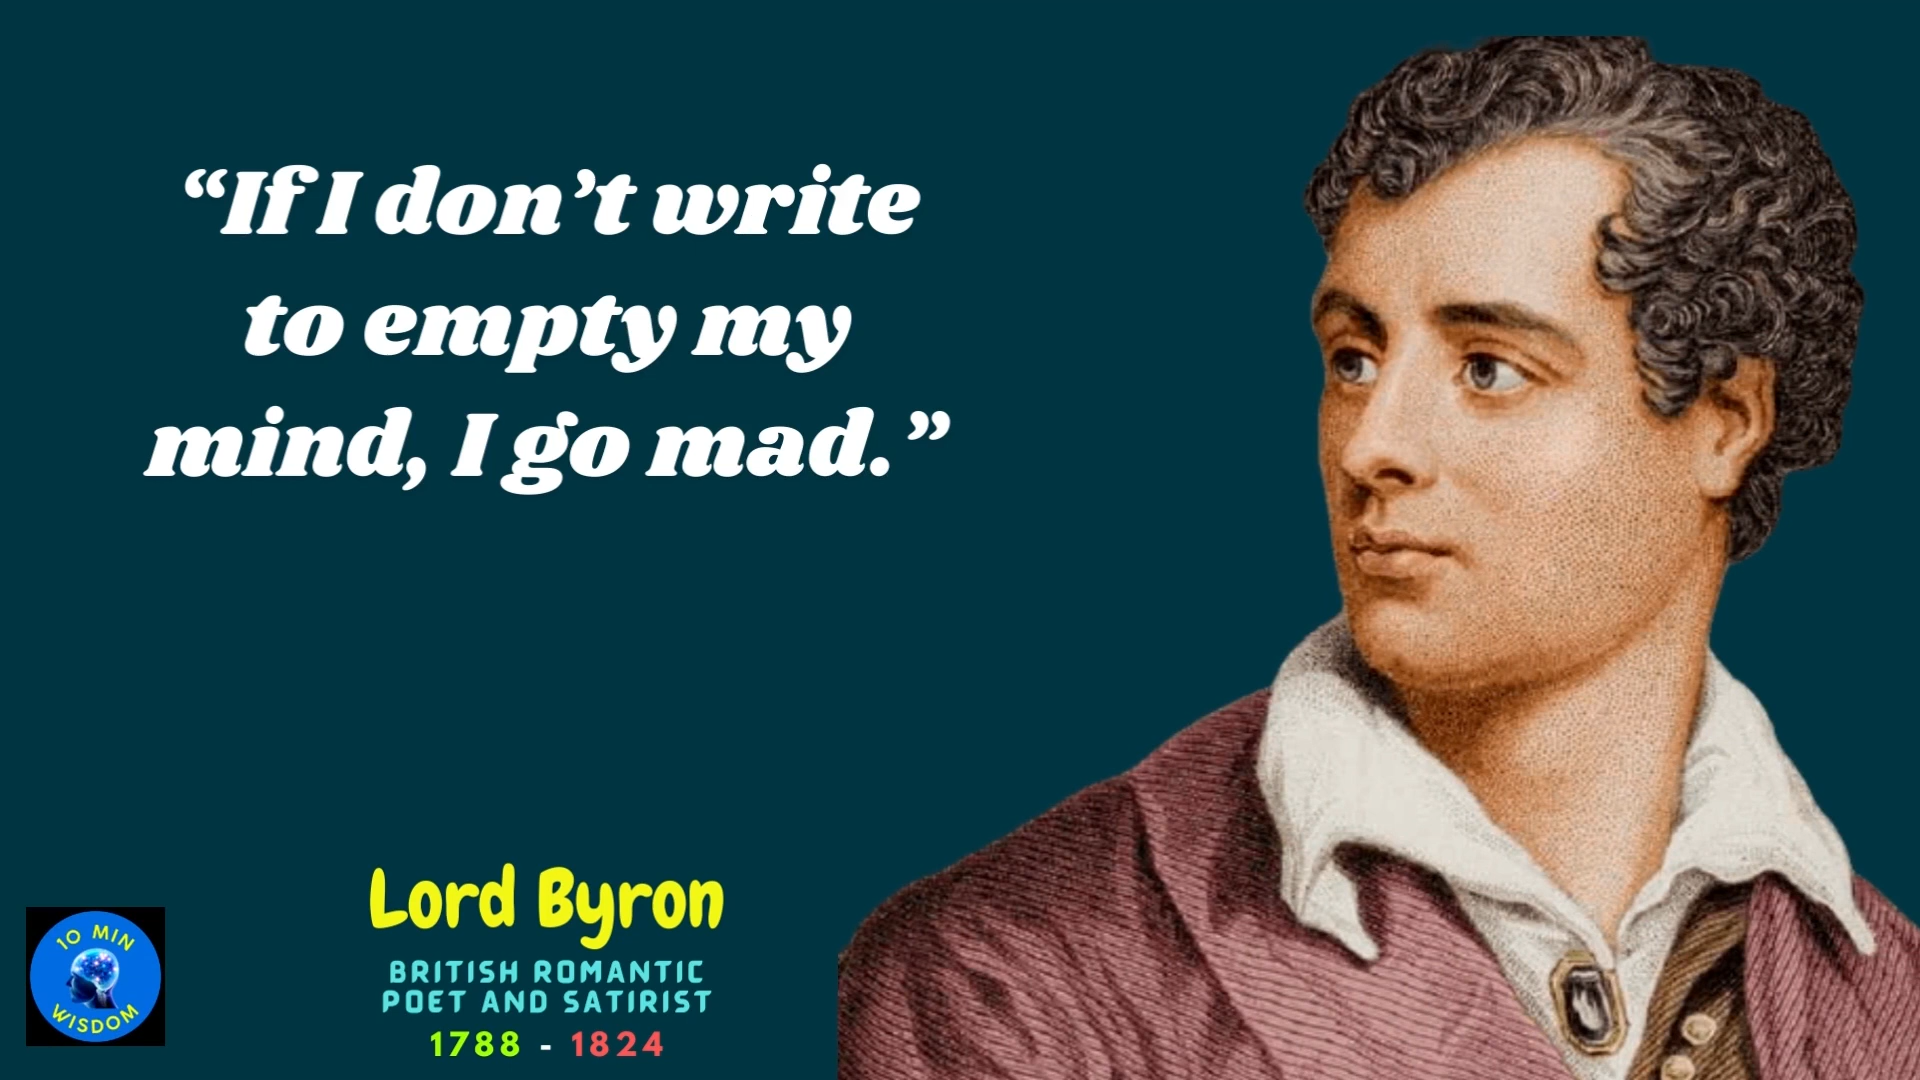 “If I don’t write
to empty my
mind, I go mad.”
Lord Byron
BRITISH ROMANTIC
POET AND SATIRIST
1788 - 1824
10 MIN
WISDOM